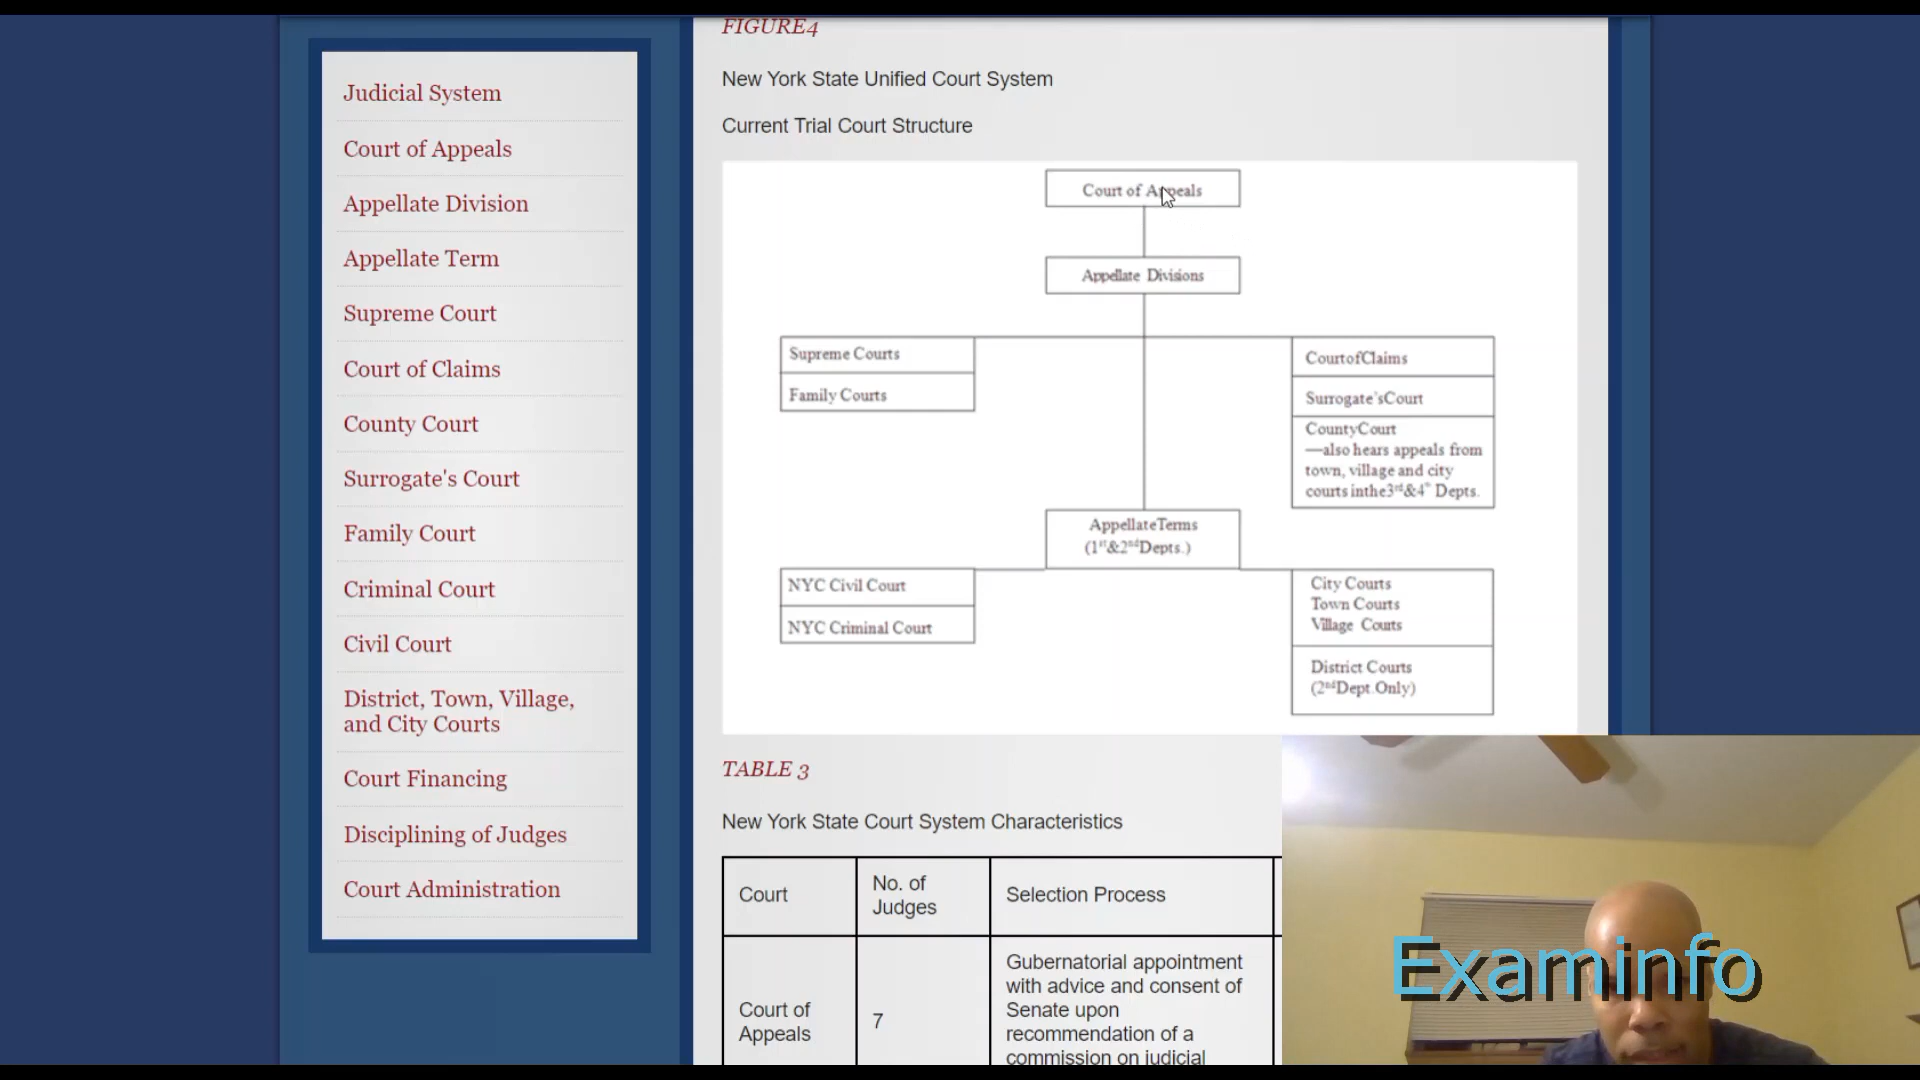 Judicial System
Court of Appeals
Appellate Division
Appellate Term
Supreme Court
Court of Claims
County Court
Surrogate's Court
Family Court
Criminal Court
Civil Court
District, Town, Village,
and City Courts
Court Financing
Disciplining of Judges
Court Administration
FIGURE4
New York State Unified Court System
Current Trial Court Structure
Court of Appeals
Appellate Divisions
Supreme Courts
Family Courts
CourtofClaims
Surrogate'sCourt
CountyCourt
—also hears appeals from
town, village and city
courts inthe3rd&4th Depts.
AppellateTerms
(1st&2ndDepts.)
NYC Civil Court
NYC Criminal Court
City Courts
Town Courts
Village Courts
District Courts
(2ndDept.Only)
TABLE 3
New York State Court System Characteristics
Court
No. of
Judges
Selection Process
Court of
Appeals
7
Gubernatorial appointment
with advice and consent of
Senate upon
recommendation of a
commission on judicial
Examinfo